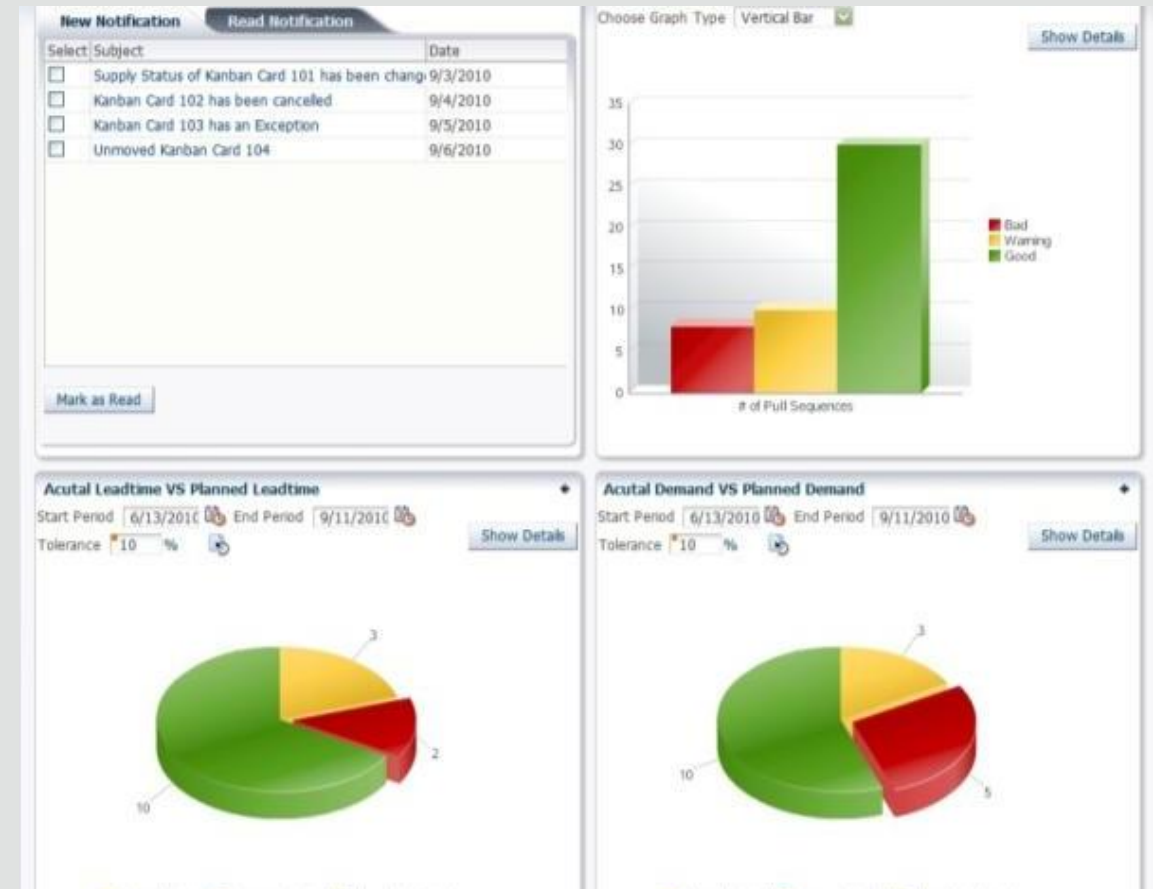 New Notification Read Notification
Select Subject Date
Supply Status of Kanban Card 101 has been chang 9/3/2010
Kanban Card 102 has been cancelled 9/4/2010
Kanban Card 103 has an Exception 9/5/2010
Unmoved Kanban Card 104 9/6/2010
Mark as Read
Choose Graph Type Vertical Bar
Show Details
35
30
25
20
15
10
5
0
# of Pull Sequences
Bad
Warning
Good
Acutal Leadtime VS Planned Leadtime
Start Period 6/13/201 End Period 9/11/201
Tolerance *10 %
Show Details
3
2
10
Acutal Demand VS Planned Demand
Start Period 6/13/2010 End Period 9/11/2010
Tolerance *10 %
Show Details
3
5
10